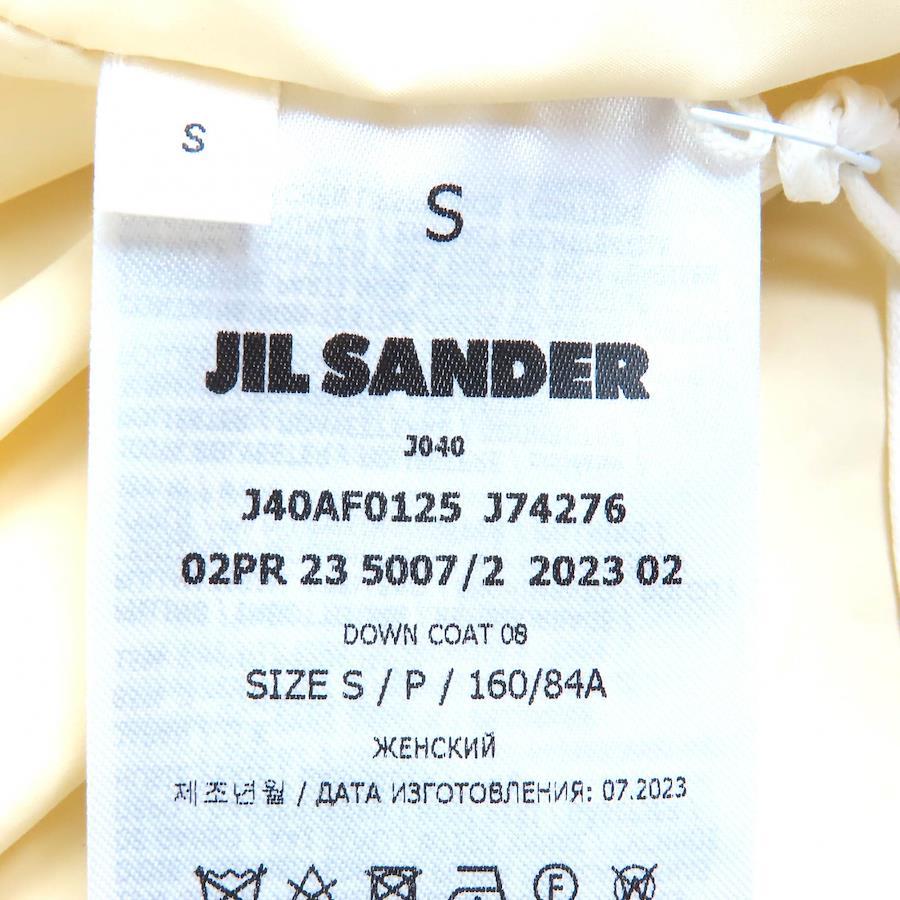 S
S
JIL SANDER
J040
J40AF0125 J74276
02PR 23 5007/2 2023 02
DOWN COAT 08
SIZE S / P / 160/84A
ЖЕНСКИЙ
제조년월 / ДАТА ИЗГОТОВЛЕНИЯ: 07.2023
F W